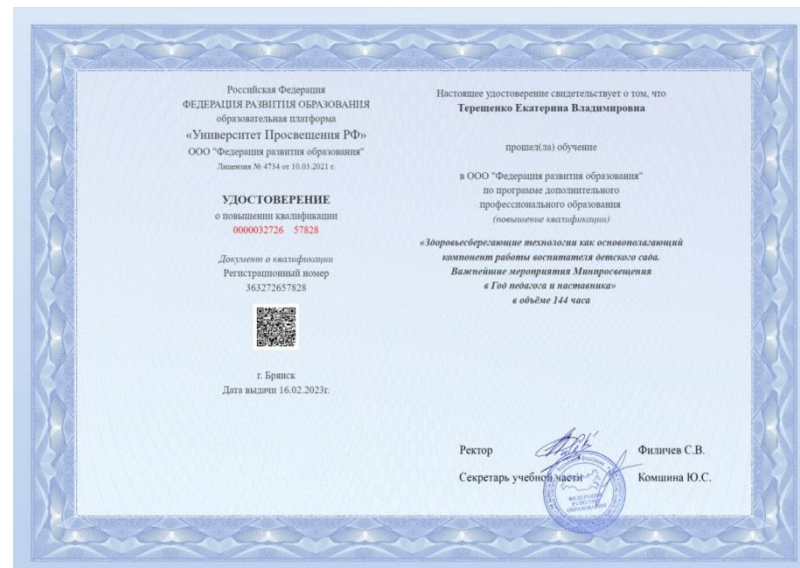 Российская Федерация
ФЕДЕРАЦИЯ РАЗВИТИЯ ОБРАЗОВАНИЯ
образовательная платформа
«Университет Просвещения РФ»
ООО "Федерация развития образования"
Лицензия № 4734 от 10.03.2021 г.
УДОСТОВЕРЕНИЕ
о повышении квалификации
0000032726 57828
Документ о квалификации
Регистрационный номер
363272657828
г. Брянск
Дата выдачи 16.02.2023г.
Настоящее удостоверение свидетельствует о том, что
Терещенко Екатерина Владимировна
прошел(ла) обучение
в ООО "Федерация развития образования"
по программе дополнительного
профессионального образования
(повышение квалификации)
«Здоровьесберегающие технологии как основополагающий
компонент работы воспитателя детского сада.
Важнейшие мероприятия Минпросвещения
в Год педагога и наставника»
в объёме 144 часа
Ректор Филичев С.В.
Секретарь учебной части Комшина Ю.С.
ФЕДЕРАЦИЯ
РАЗВИТИЯ
ОБРАЗОВАНИЯ